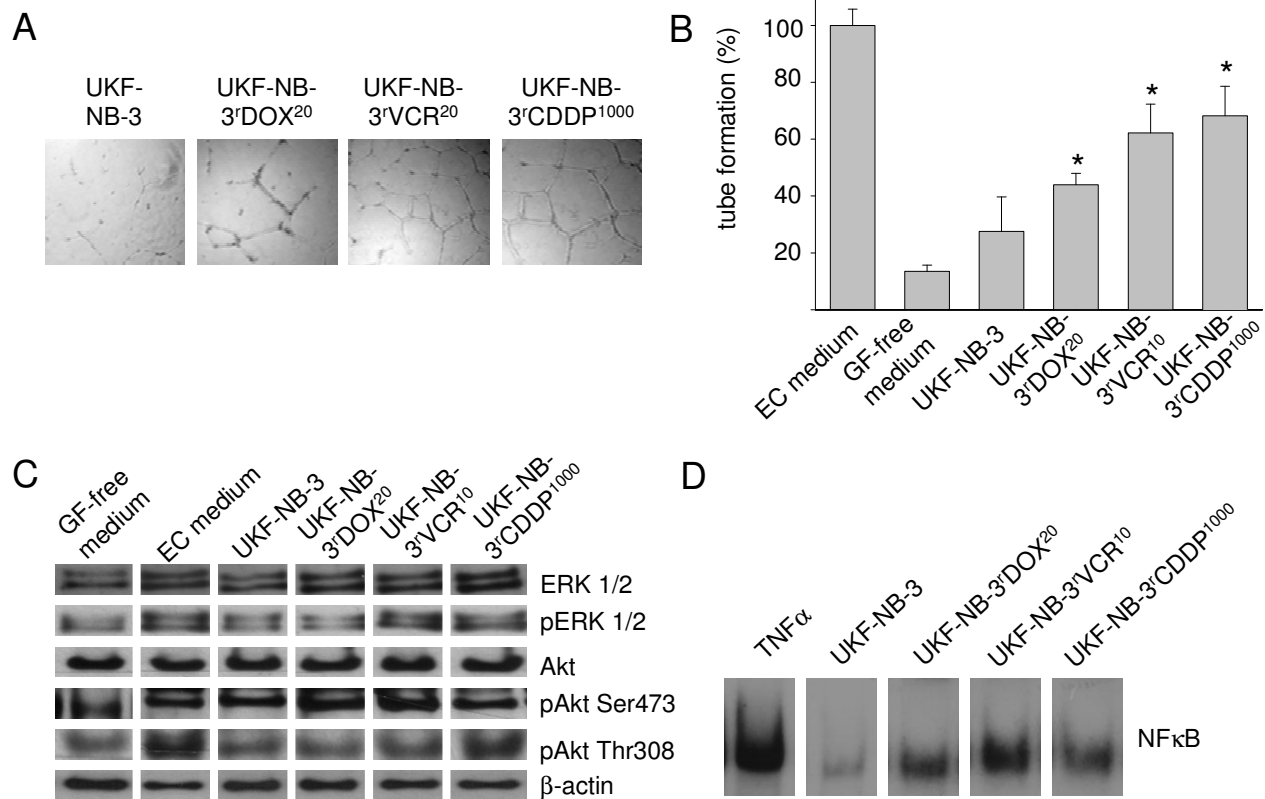 A
UKF-
NB-3
UKF-NB-
3ʳDOX²⁰
UKF-NB-
3ʳVCR²⁰
UKF-NB-
3ʳCDDP¹⁰⁰⁰
B
tube formation (%)
100
80
60
40
20
*
*
*
EC medium
GF-free
medium
UKF-NB-3
UKF-NB-
3ʳDOX²⁰
UKF-NB-
3ʳVCR¹⁰
UKF-NB-
3ʳCDDP¹⁰⁰⁰
C
GF-free
medium
EC medium
UKF-NB-3
UKF-NB-
3ʳDOX²⁰
UKF-NB-
3ʳVCR¹⁰
UKF-NB-
3ʳCDDP¹⁰⁰⁰
ERK 1/2
pERK 1/2
Akt
pAkt Ser473
pAkt Thr308
β-actin
D
TNFα
UKF-NB-3
UKF-NB-3ʳDOX²⁰
UKF-NB-3ʳVCR¹⁰
UKF-NB-3ʳCDDP¹⁰⁰⁰
NFκB